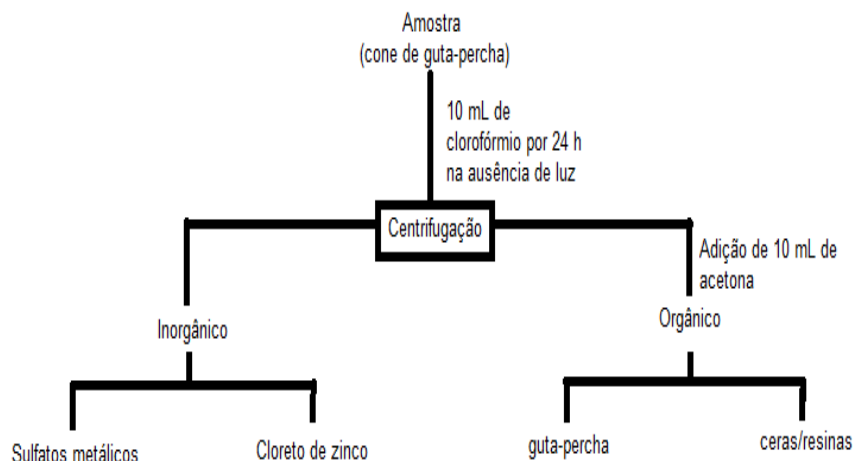 Amostra
(cone de guta-percha)
10 mL de
clorofórmio por 24 h
na ausência de luz
Centrifugação
Adição de 10 mL de
acetona
Inorgânico
Orgânico
Sulfatos metálicos
Cloreto de zinco
guta-percha
ceras/resinas